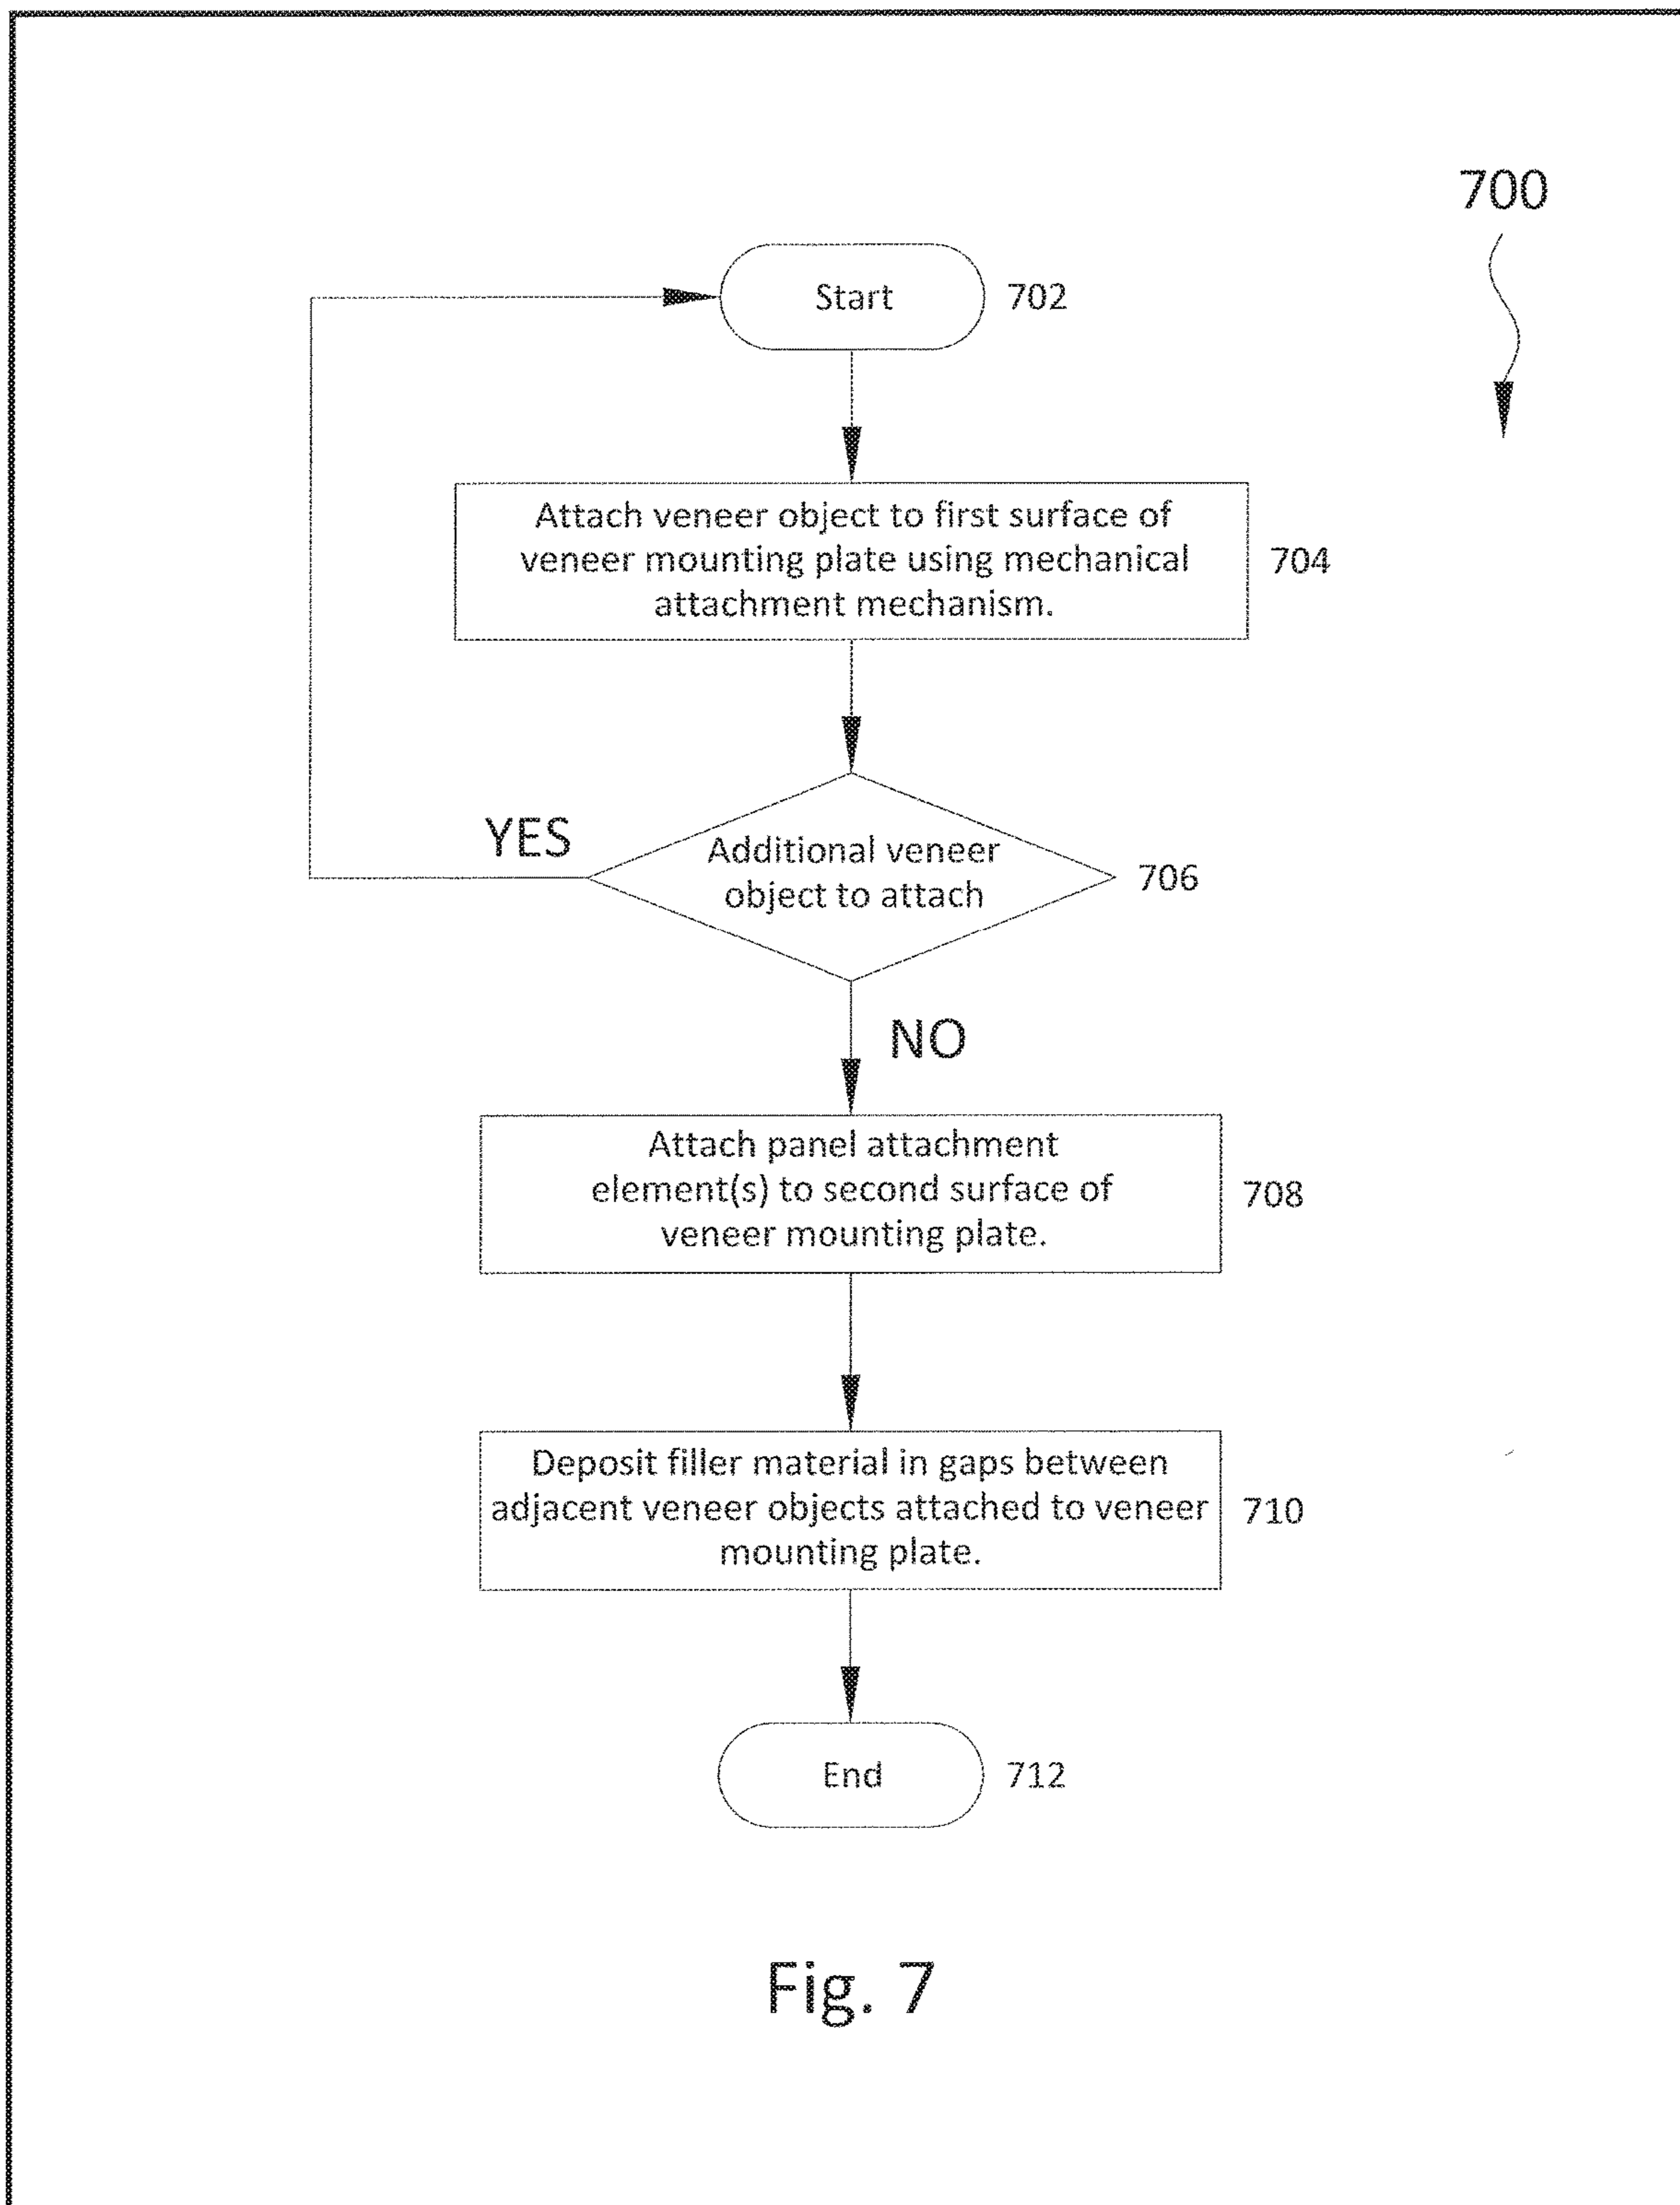 700
Start
702
Attach veneer object to first surface of
veneer mounting plate using mechanical
attachment mechanism.
704
YES
Additional veneer
object to attach
706
NO
Attach panel attachment
element(s) to second surface of
veneer mounting plate.
708
Deposit filler material in gaps between
adjacent veneer objects attached to veneer
mounting plate.
710
End
712
Fig. 7